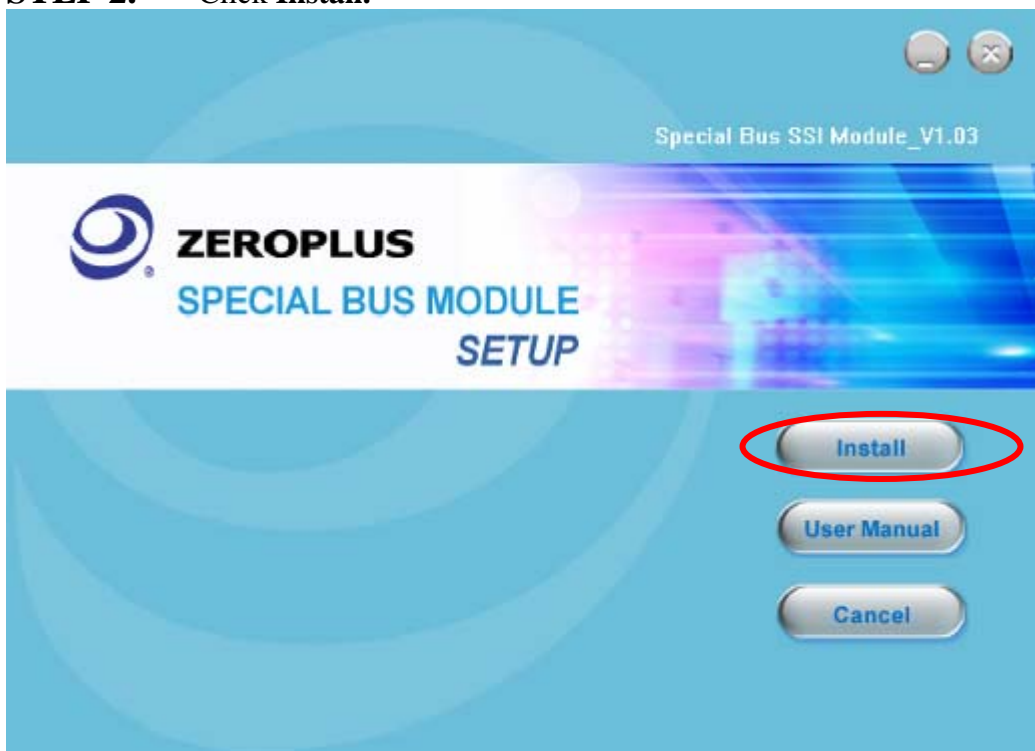 STEP 2. Click Install.
Special Bus SSI Module_V1.03
ZEROPLUS
SPECIAL BUS MODULE
SETUP
Install
User Manual
Cancel